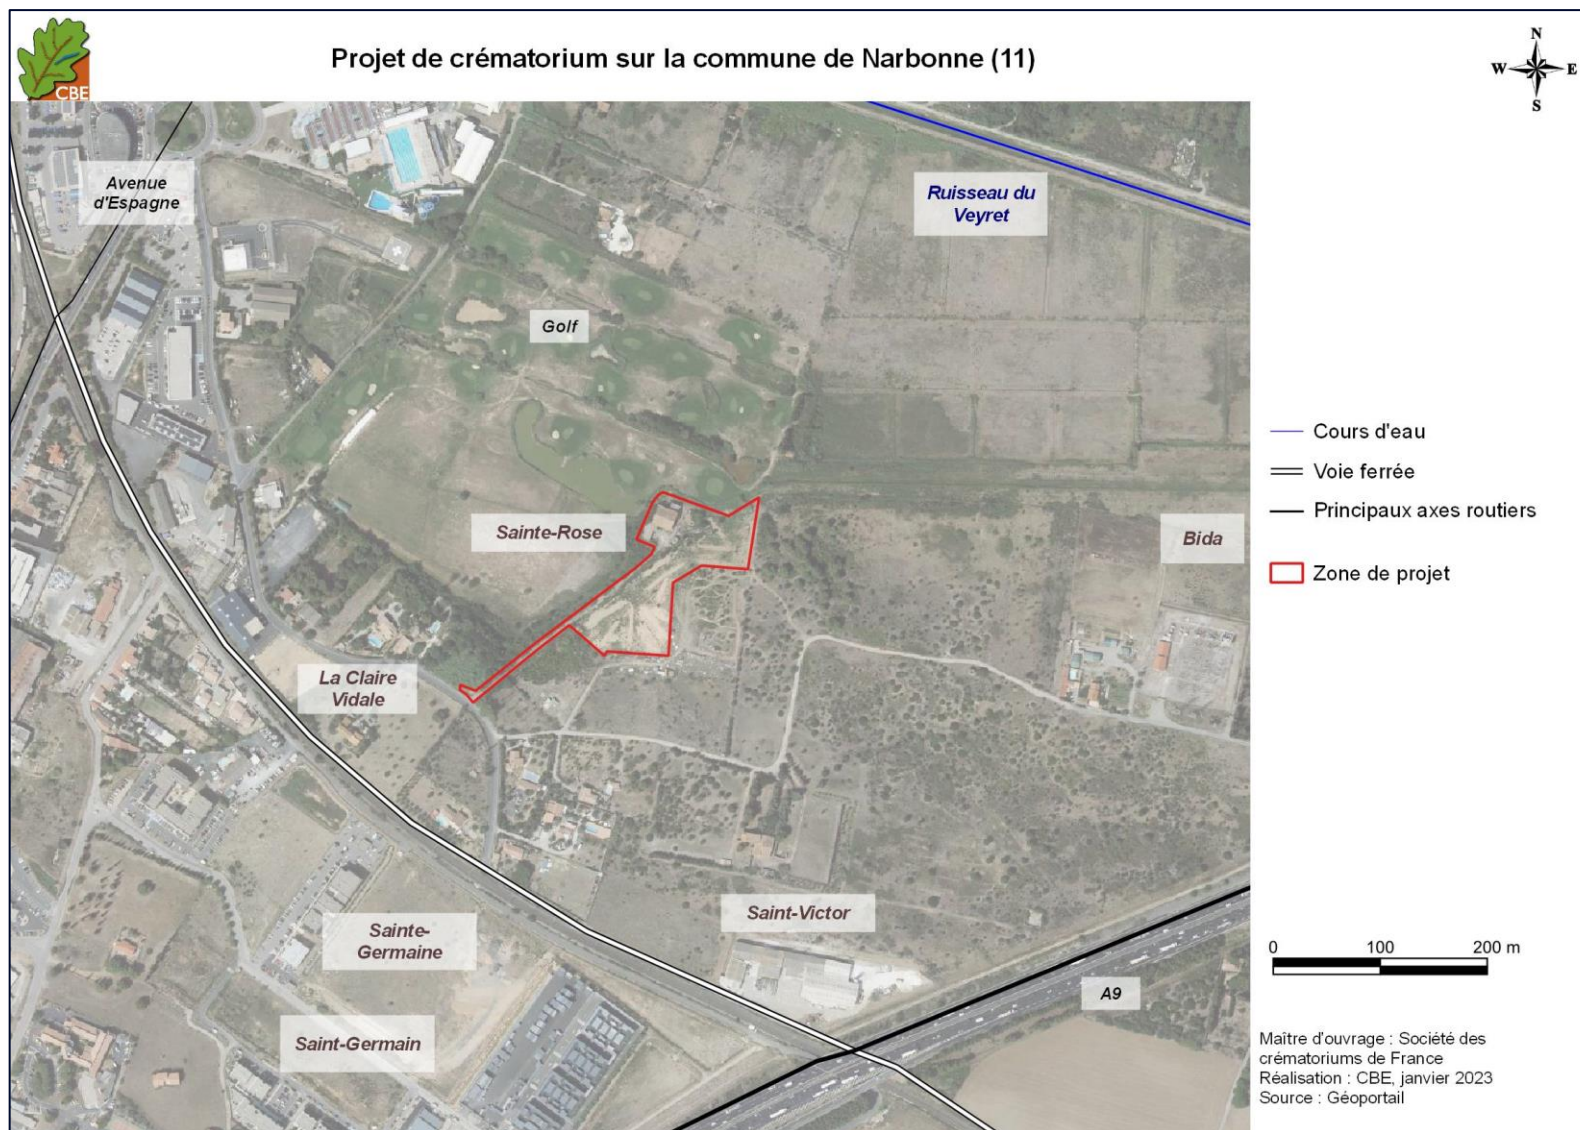 CBE
Projet de crématorium sur la commune de Narbonne (11)
N
W
E
S
Avenue
d'Espagne
Ruisseau du
Veyret
Golf
Sainte-Rose
Bida
La Claire
Vidale
Saint-Victor
Sainte-
Germaine
Saint-Germain
A9
Cours d'eau
Voie ferrée
Principaux axes routiers
Zone de projet
0 100 200 m
Maître d'ouvrage : Société des
crématoriums de France
Réalisation : CBE, janvier 2023
Source : Géoportail